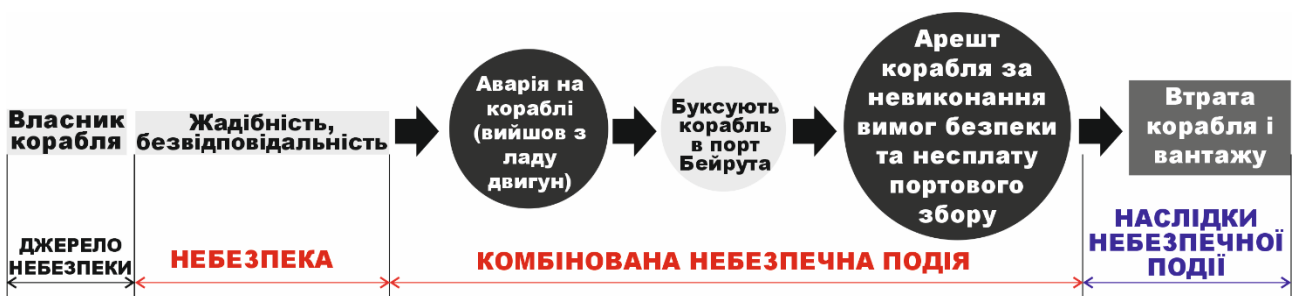 Власник
корабля
Жадібність,
безвідповідальність
Аварія на
кораблі
(вийшов з
ладу
двигун)
Буксують
корабль
в порт
Бейрута
Арешт
корабля за
невиконання
вимог безпеки
та несплату
портового
збору
Втрата
корабля і
вантажу
ДЖЕРЕЛО
НЕБЕЗПЕКИ
НЕБЕЗПЕКА
КОМБІНОВАНА НЕБЕЗПЕЧНА ПОДІЯ
НАСЛІДКИ
НЕБЕЗПЕЧНОЇ
ПОДІЇ